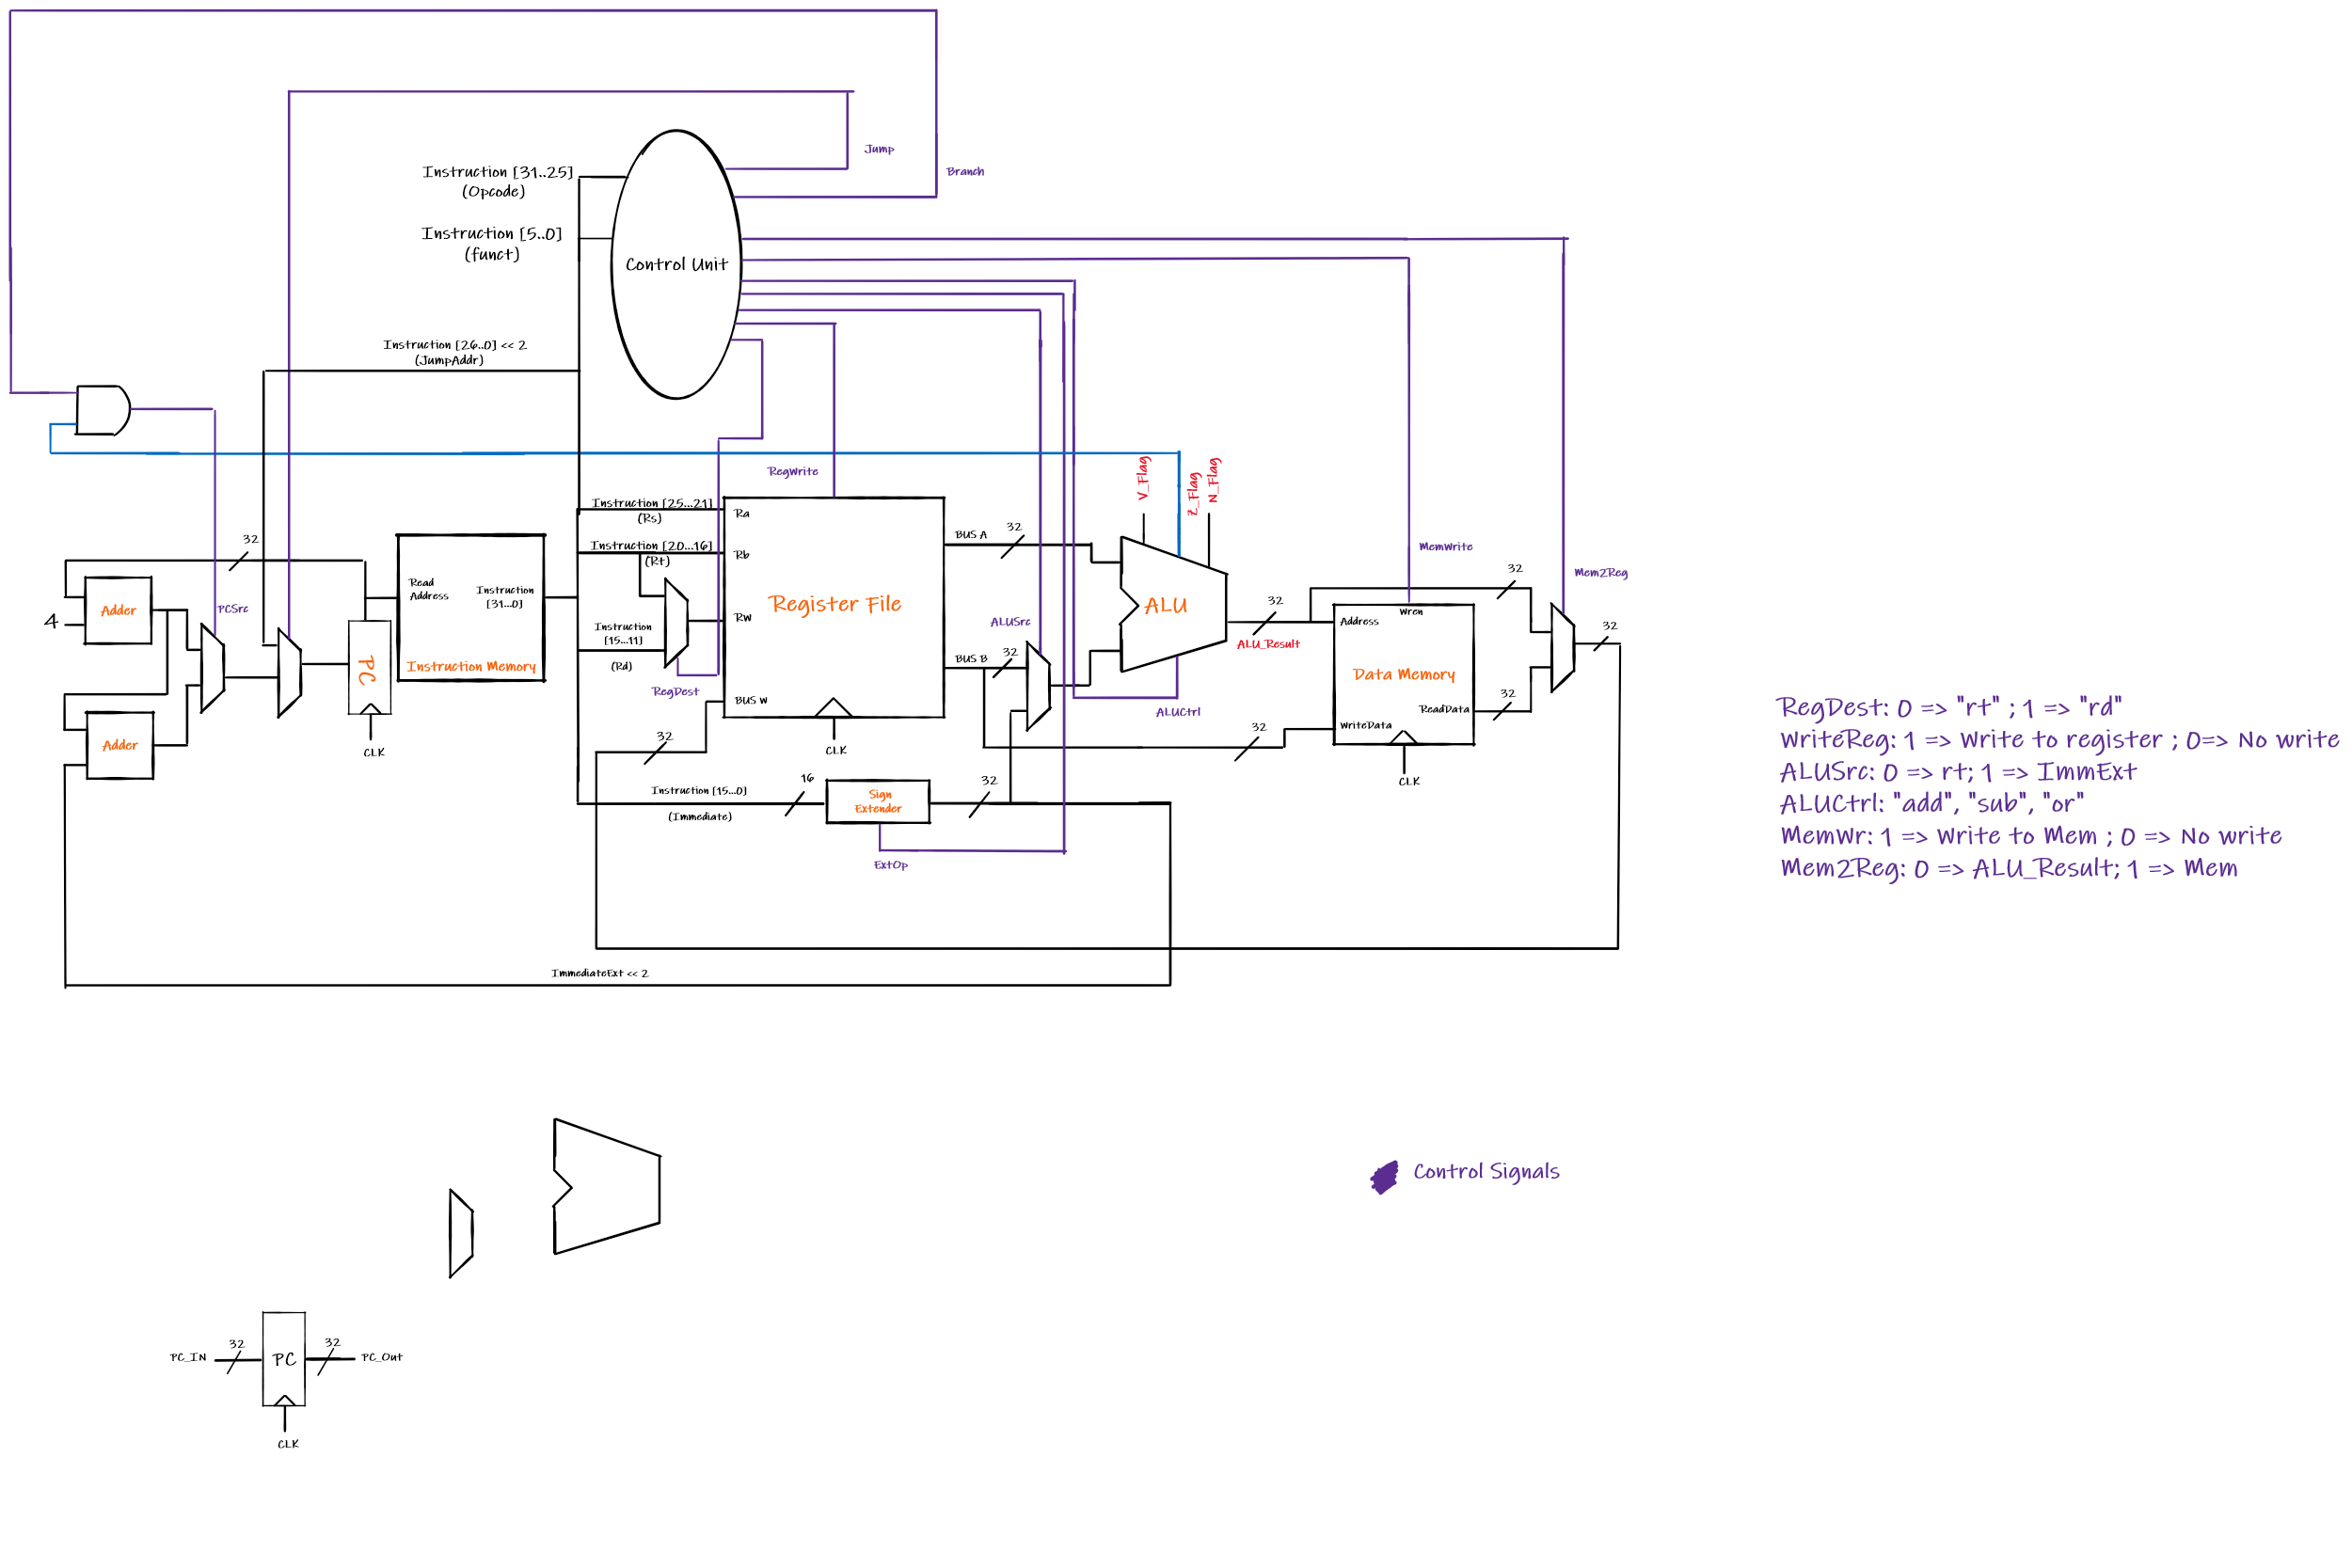 Jump
Branch
Instruction [31..25]
(Opcode)
Instruction [5..0]
(funct)
Control Unit
Instruction [26..0] << 2
(JumpAddr)
RegWrite
V_Flag
Z_Flag
N_Flag
Instruction [25...21]
(Rs)
Ra
BUS A
32
32
Instruction [20...16]
(Rt)
Rb
MemWrite
Mem2Reg
32
Read
Address
Instruction
[31...0]
Adder
4
PCSrc
Register File
ALU
32
Wren
Rw
ALUSrc
Address
32
Instruction
[15...11]
(Rd)
ALU_Result
BUS B
32
PC
Instruction Memory
Data Memory
RegDest
BUS W
32
ReadData
ALUCtrl
WriteData
Adder
CLK
32
CLK
32
CLK
Instruction [15...0]
(Immediate)
16
Sign
Extender
32
ExtOp
ImmediateExt << 2
RegDest: 0 => "rt" ; 1 => "rd"
WriteReg: 1 => Write to register ; 0=> No write
ALUSrc: 0 => rt; 1 => ImmExt
ALUCtrl: "add", "sub", "or"
MemWr: 1 => Write to Mem ; 0 => No write
Mem2Reg: 0 => ALU_Result; 1 => Mem
Control Signals
PC_IN
32
PC
32
PC_Out
CLK